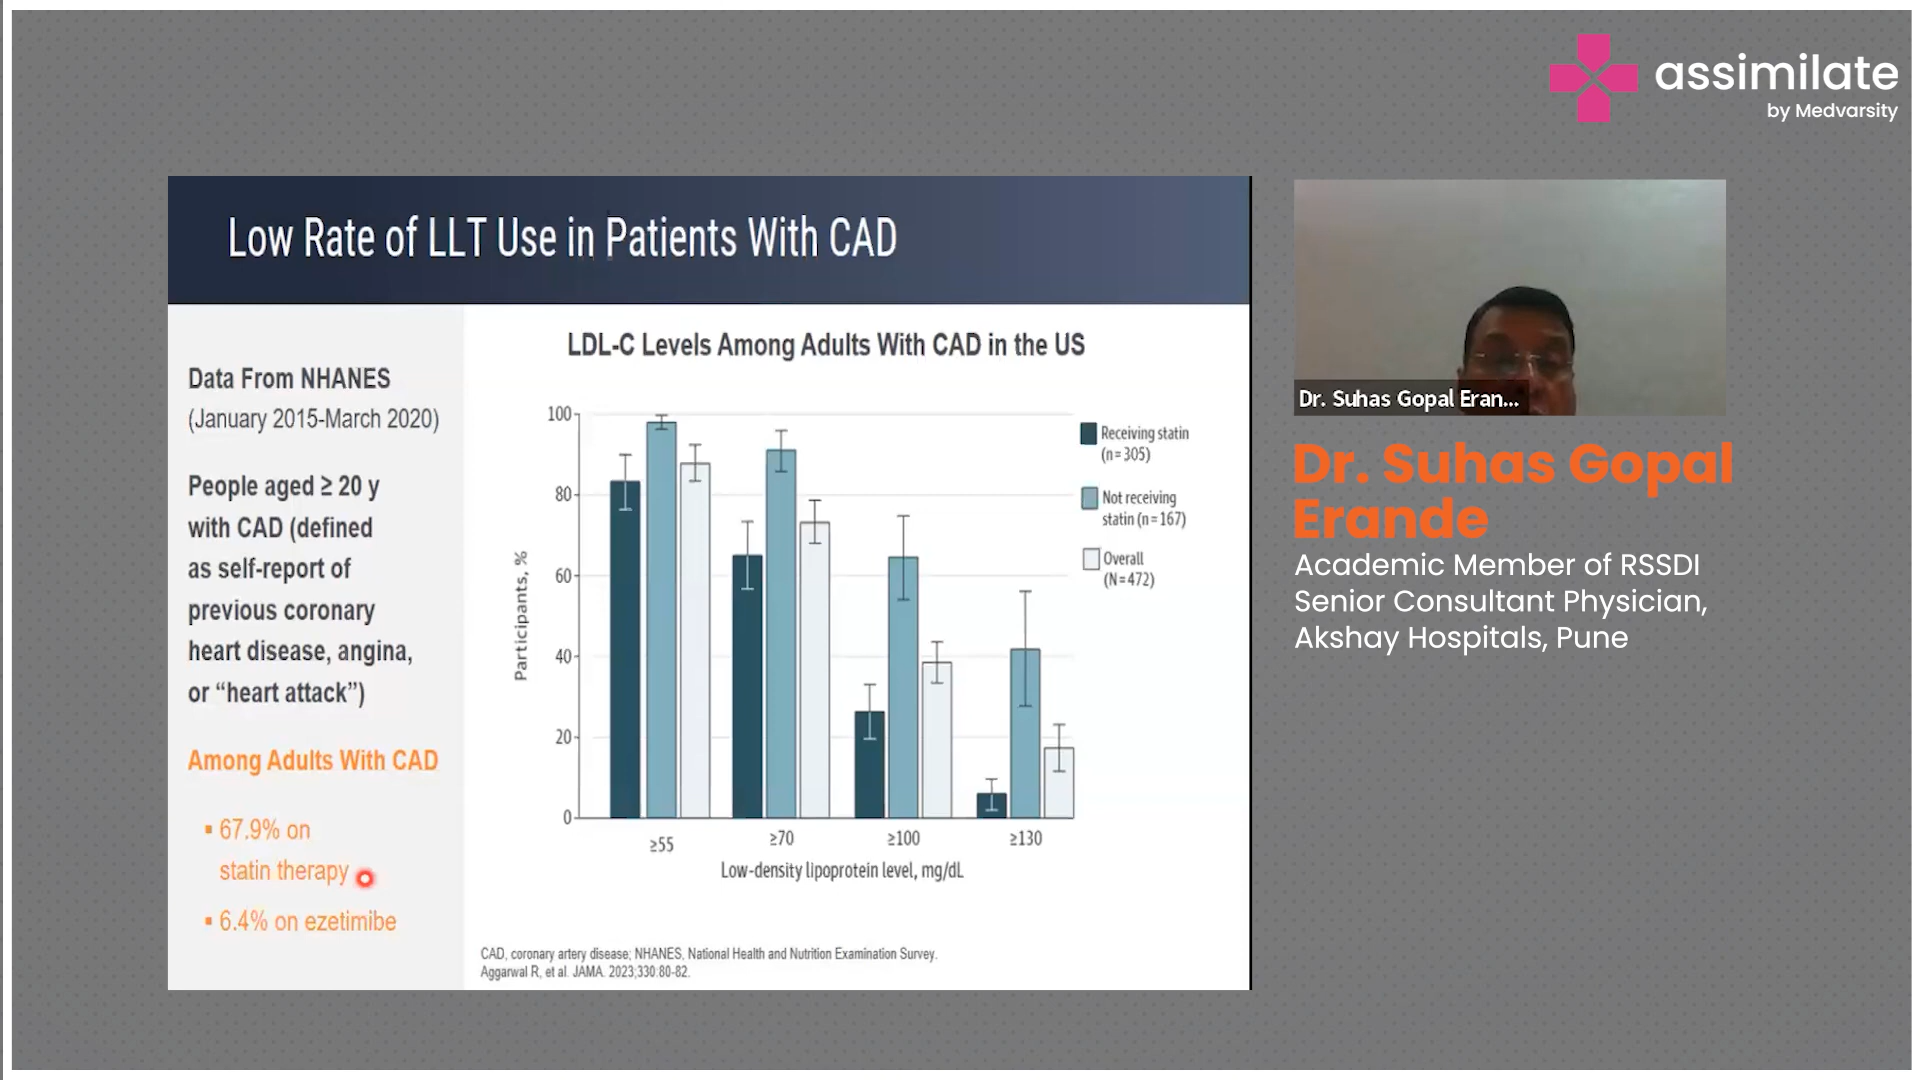 assimilate
by Medvarsity
Low Rate of LLT Use in Patients With CAD
Data From NHANES
(January 2015-March 2020)
People aged ≥ 20 y
with CAD (defined
as self-report of
previous coronary
heart disease, angina,
or “heart attack”)
Among Adults With CAD
▪ 67.9% on
statin therapy
▪ 6.4% on ezetimibe
LDL-C Levels Among Adults With CAD in the US
Participants, %
100
80
60
40
20
0
≥55
≥70
≥100
≥130
Low-density lipoprotein level, mg/dL
Receiving statin
(n=305)
Not receiving
statin (n=167)
Overall
(N=472)
CAD, coronary artery disease; NHANES, National Health and Nutrition Examination Survey.
Aggarwal R, et al. JAMA. 2023;330:80-82.
Dr. Suhas Gopal Eran...
Dr. Suhas Gopal
Erande
Academic Member of RSSDI
Senior Consultant Physician,
Akshay Hospitals, Pune